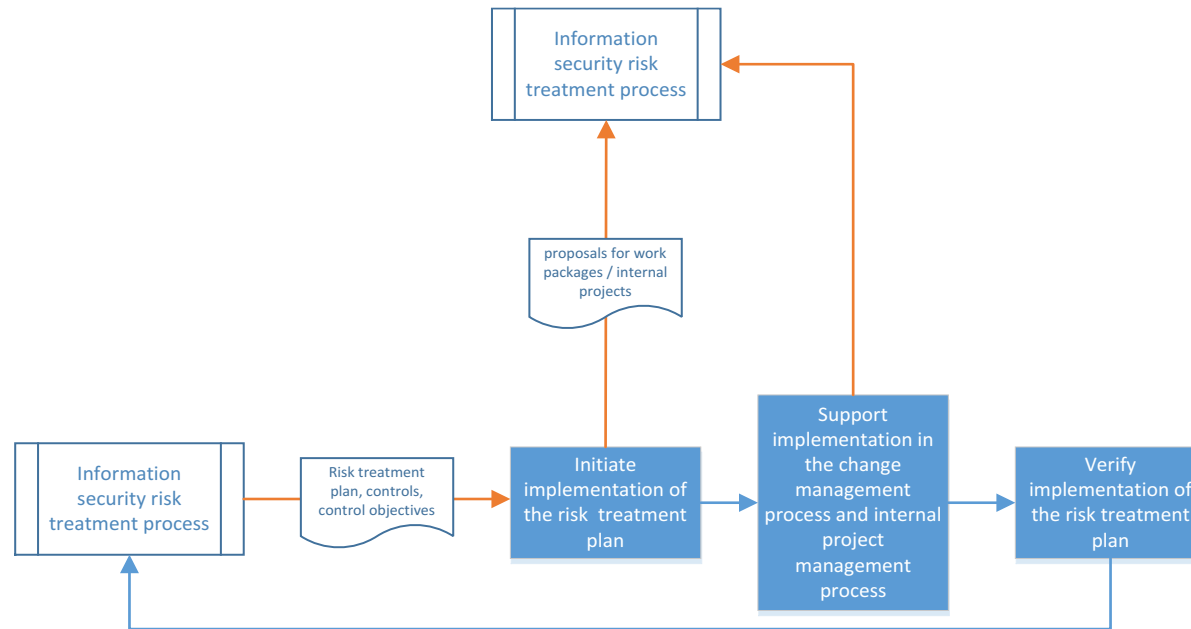 Information
security risk
treatment process
proposals for work
packages / internal
projects
Information
security risk
treatment process
Risk treatment
plan, controls,
control objectives
Initiate
implementation of
the risk  treatment
plan
Support
implementation in
the change
management
process and internal
project
management
process
Verify
implementation of
the risk treatment
plan